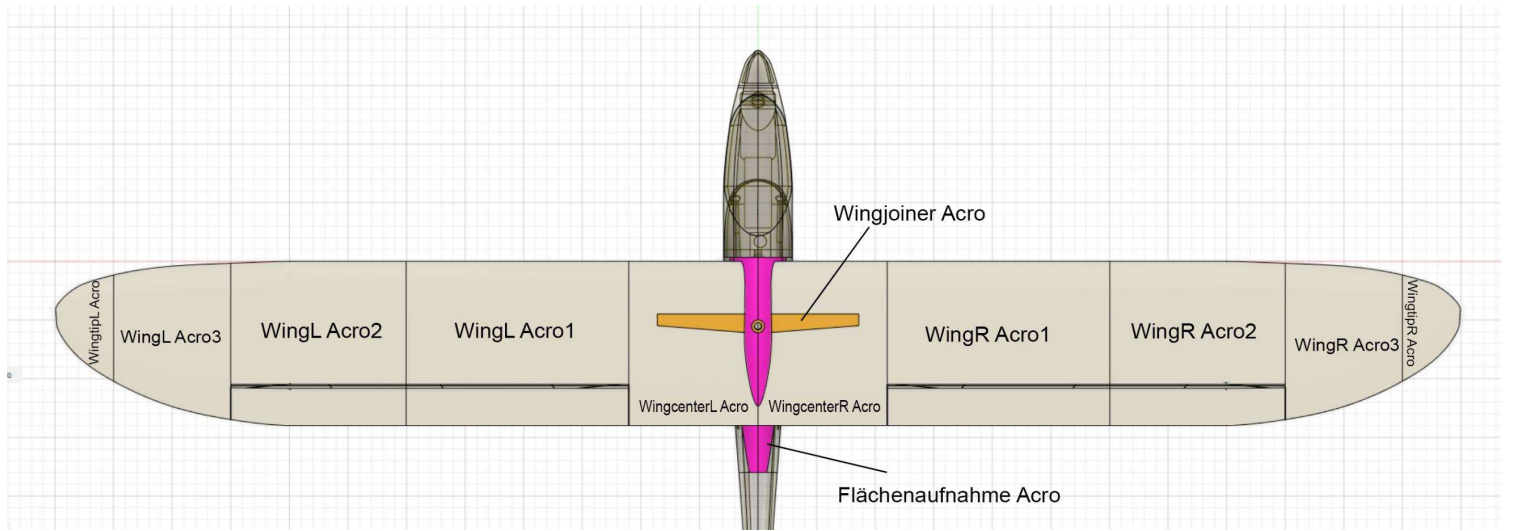 Wingjoiner Acro
WingtipL Acro
WingL Acro3
WingL Acro2
WingL Acro1
WingR Acro1
WingR Acro2
WingR Acro3
WingtipR Acro
WingcenterL Acro
WingcenterR Acro
Flächenaufnahme Acro